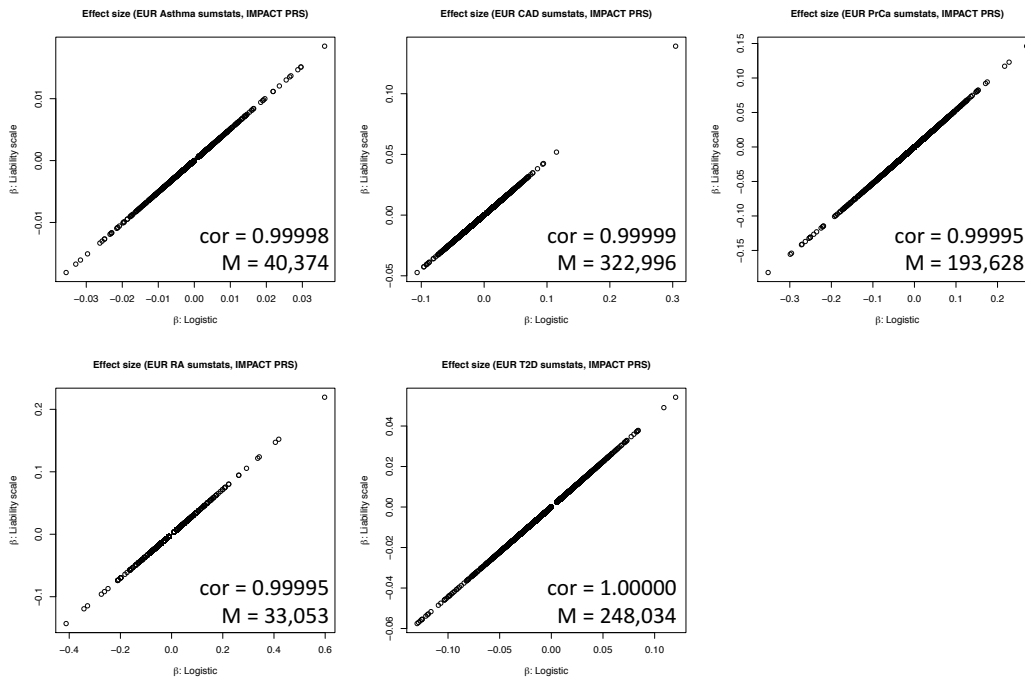 Effect size (EUR Asthma sumstats, IMPACT PRS)
β: Liability scale
0.01
0.00
−0.01
cor = 0.99998
M = 40,374
−0.03 −0.02 −0.01 0.00 0.01 0.02 0.03
β: Logistic
Effect size (EUR CAD sumstats, IMPACT PRS)
β: Liability scale
0.10
0.05
0.00
−0.05
cor = 0.99999
M = 322,996
−0.1 0.0 0.1 0.2 0.3
β: Logistic
Effect size (EUR PrCa sumstats, IMPACT PRS)
β: Liability scale
0.15
0.10
0.05
0.00
−0.05
−0.10
−0.15
cor = 0.99995
M = 193,628
−0.3 −0.2 −0.1 0.0 0.1 0.2
β: Logistic
Effect size (EUR RA sumstats, IMPACT PRS)
β: Liability scale
0.2
0.1
0.0
−0.1
cor = 0.99995
M = 33,053
−0.4 −0.2 0.0 0.2 0.4 0.6
β: Logistic
Effect size (EUR T2D sumstats, IMPACT PRS)
β: Liability scale
0.04
0.02
0.00
−0.02
−0.04
−0.06
cor = 1.00000
M = 248,034
−0.10 −0.05 0.00 0.05 0.10
β: Logistic